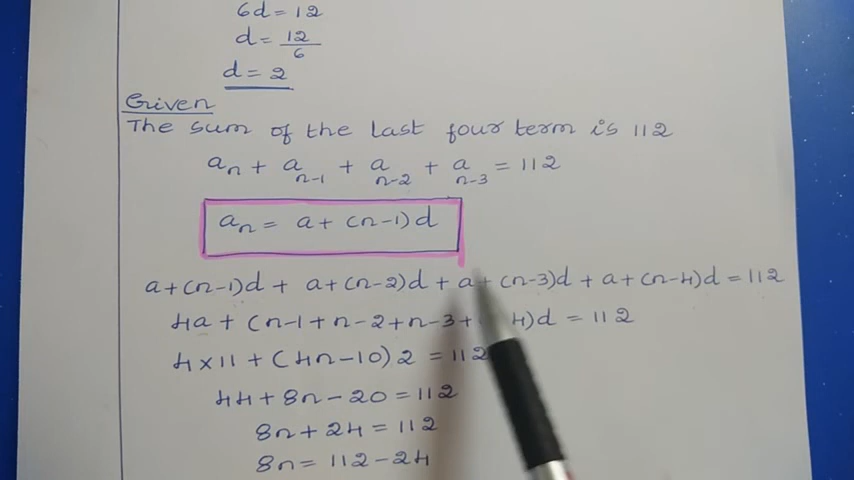 6d = 12
d = 12/6
d = 2
Given
The sum of the last four term is 112
aₙ + aₙ₋₁ + aₙ₋₂ + aₙ₋₃ = 112
aₙ = a + (n-1)d
a + (n-1)d + a + (n-2)d + a + (n-3)d + a + (n-4)d = 112
4a + (n-1 + n-2 + n-3 + 4)d = 112
4 × 11 + (4n - 10) 2 = 112
44 + 8n - 20 = 112
8n + 24 = 112
8n = 112 - 24